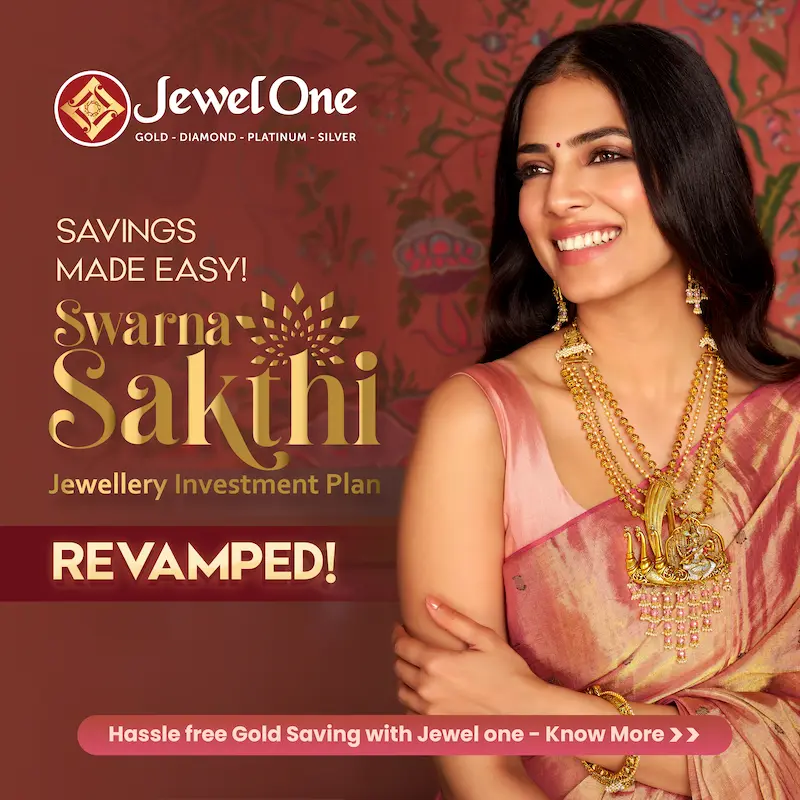 Jewel One
GOLD - DIAMOND - PLATINUM - SILVER
SAVINGS
MADE EASY!
Swarna
Sakthi
Jewellery Investment Plan
REVAMPED!
Hassle free Gold Saving with Jewel one - Know More >>